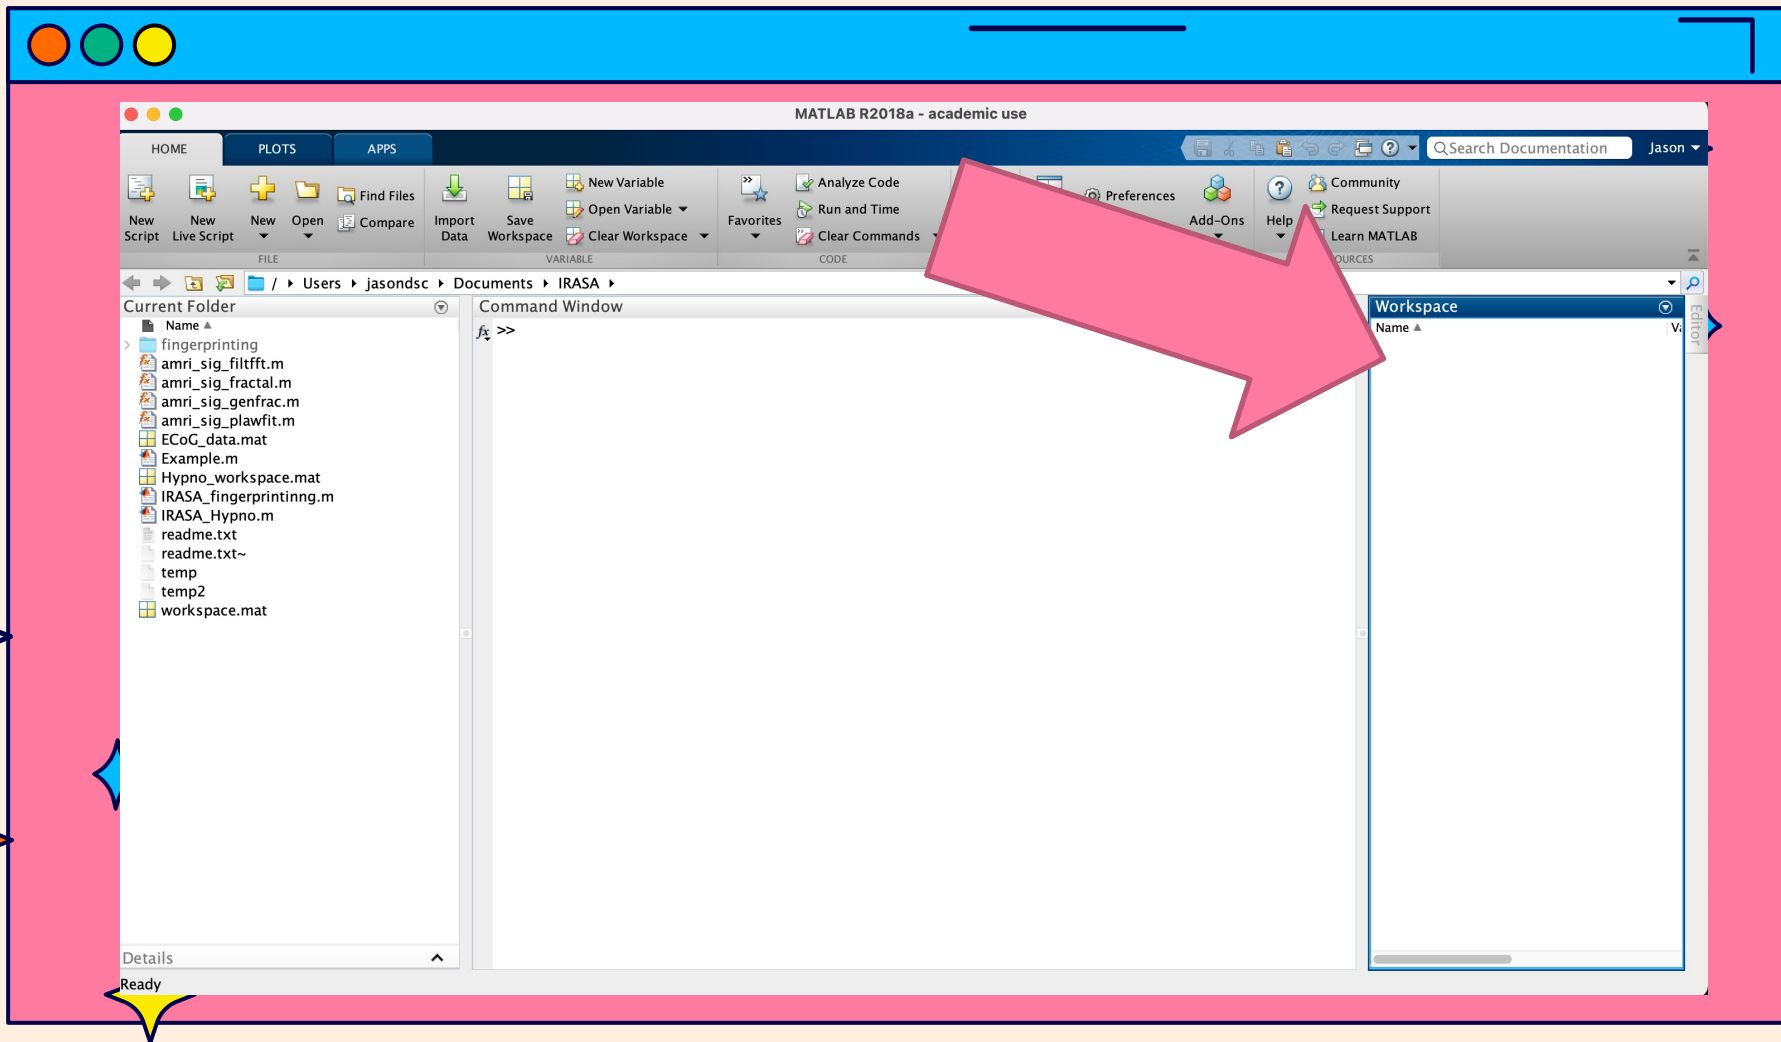 MATLAB R2018a - academic use
HOME PLOTS APPS
Search Documentation Jason
New Script
New Live Script
New
Open
Find Files
Compare
FILE
Import Data
Save Workspace
New Variable
Open Variable
Clear Workspace
VARIABLE
Favorites
Analyze Code
Run and Time
Clear Commands
CODE
Preferences
Add-Ons
Help
Community
Request Support
Learn MATLAB
/ Users jasondsc Documents IRASA
Current Folder
Name
fingerprinting
amri_sig_filtfft.m
amri_sig_fractal.m
amri_sig_genfrac.m
amri_sig_plawfit.m
ECoG_data.mat
Example.m
Hypno_workspace.mat
IRASA_fingerprintinng.m
IRASA_Hypno.m
readme.txt
readme.txt~
temp
temp2
workspace.mat
Details
Ready
Command Window
fx >>
Workspace
Name
Editor